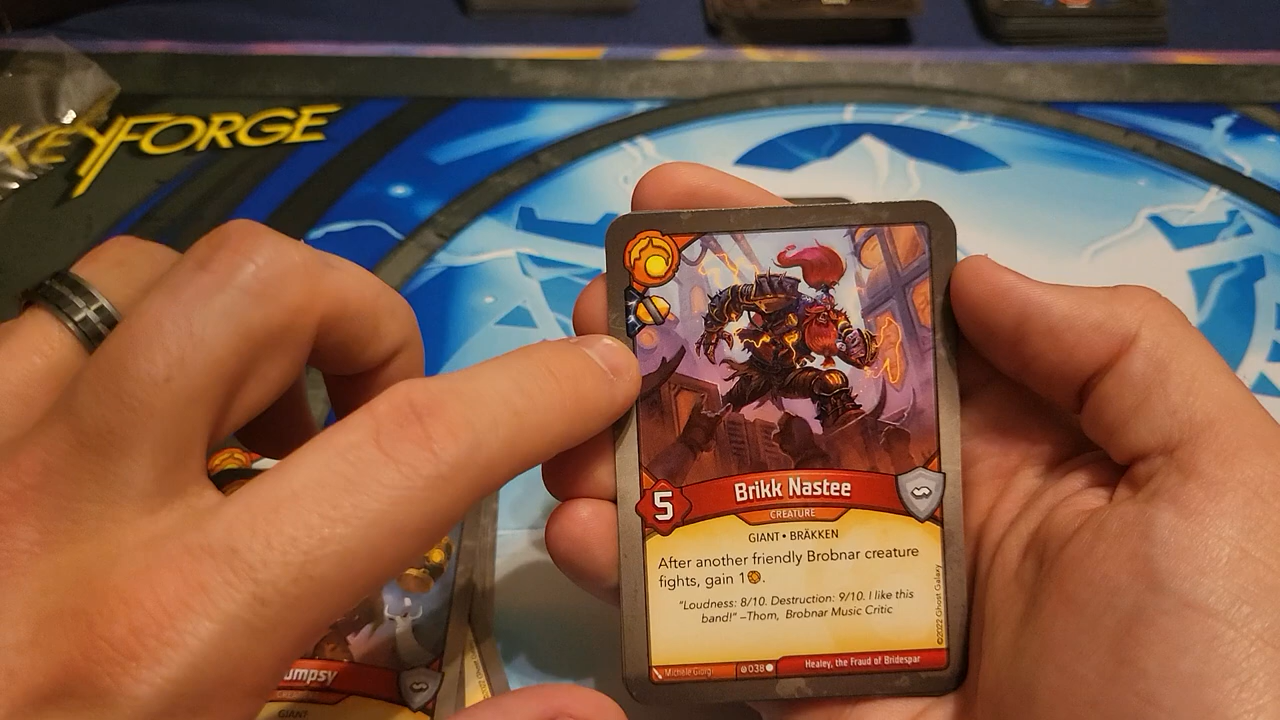 KEYFORGE
5
Brikk Nastee
CREATURE
GIANT • BRÄKKEN
After another friendly Brobnar creature
fights, gain 1.
"Loudness: 8/10. Destruction: 9/10. I like this
band!" –Thom, Brobnar Music Critic
©2022 Ghost Galaxy
Michele Giorgi
038
Healey, the Fraud of Bridespar
umpsy
CREATURE
GIANT